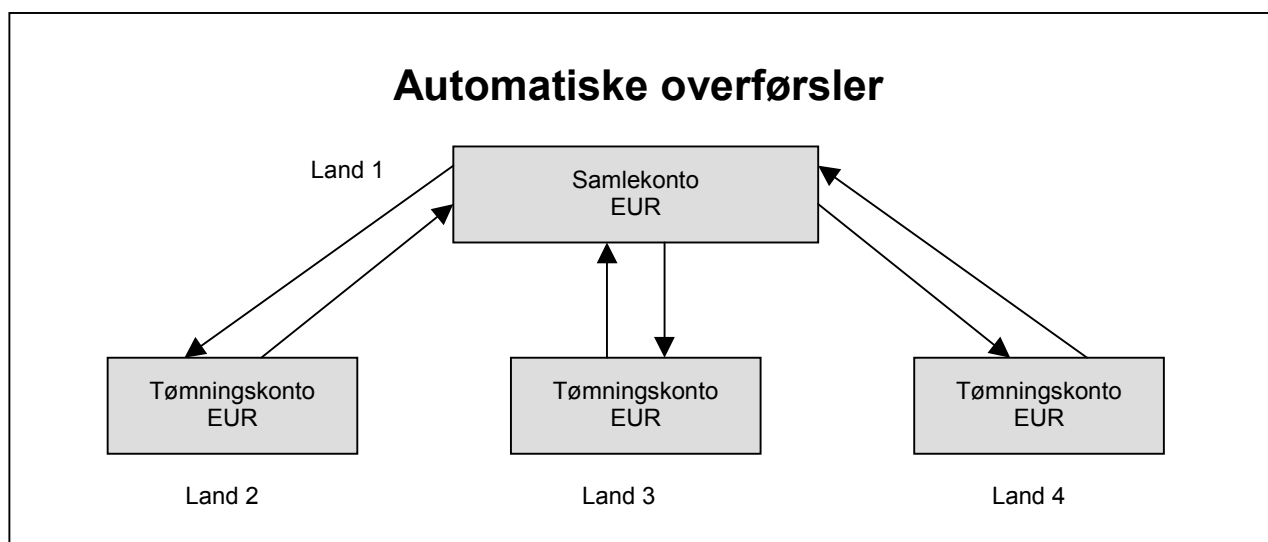 Automatiske overførsler
Land 1
Samlekonto
EUR
Tømningskonto
EUR
Tømningskonto
EUR
Tømningskonto
EUR
Land 2
Land 3
Land 4